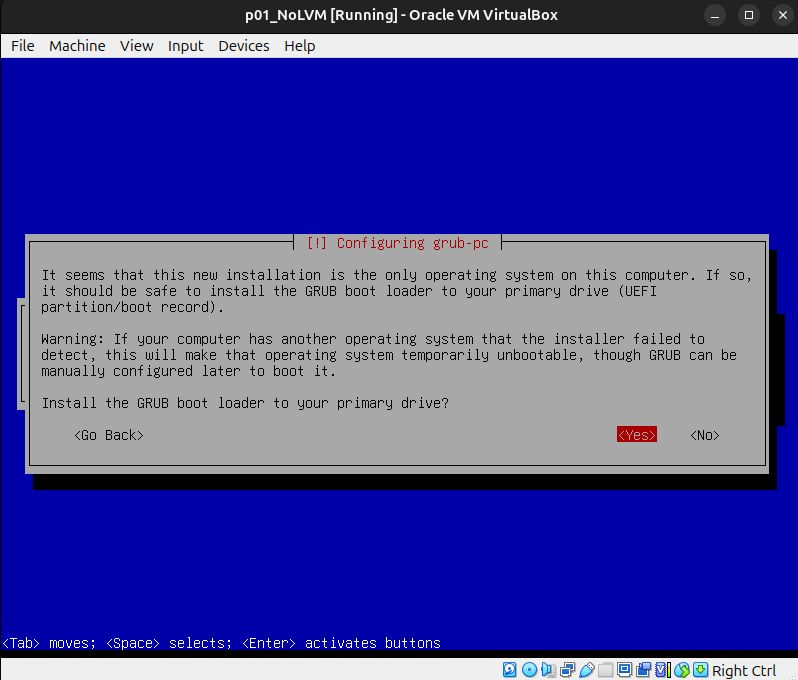 p01_NoLVM [Running] - Oracle VM VirtualBox
File Machine View Input Devices Help
[!] Configuring grub-pc
It seems that this new installation is the only operating system on this computer. If so,
it should be safe to install the GRUB boot loader to your primary drive (UEFI
partition/boot record).
Warning: If your computer has another operating system that the installer failed to
detect, this will make that operating system temporarily unbootable, though GRUB can be
manually configured later to boot it.
Install the GRUB boot loader to your primary drive?
<Go Back> <Yes> <No>
<Tab> moves; <Space> selects; <Enter> activates buttons
Right Ctrl